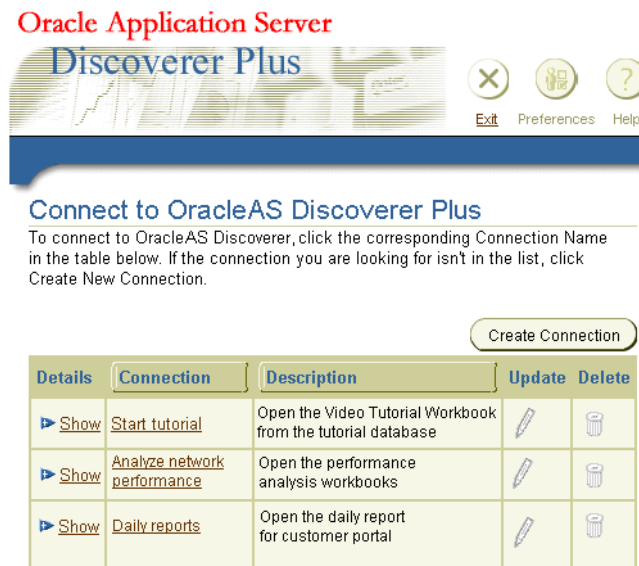 Oracle Application Server
Discoverer Plus
Exit Preferences Help
Connect to OracleAS Discoverer Plus
To connect to OracleAS Discoverer, click the corresponding Connection Name
in the table below. If the connection you are looking for isn't in the list, click
Create New Connection.
Create Connection
Details Connection Description Update Delete
Show Start tutorial Open the Video Tutorial Workbook
from the tutorial database
Show Analyze network Open the performance
performance analysis workbooks
Show Daily reports Open the daily report
for customer portal